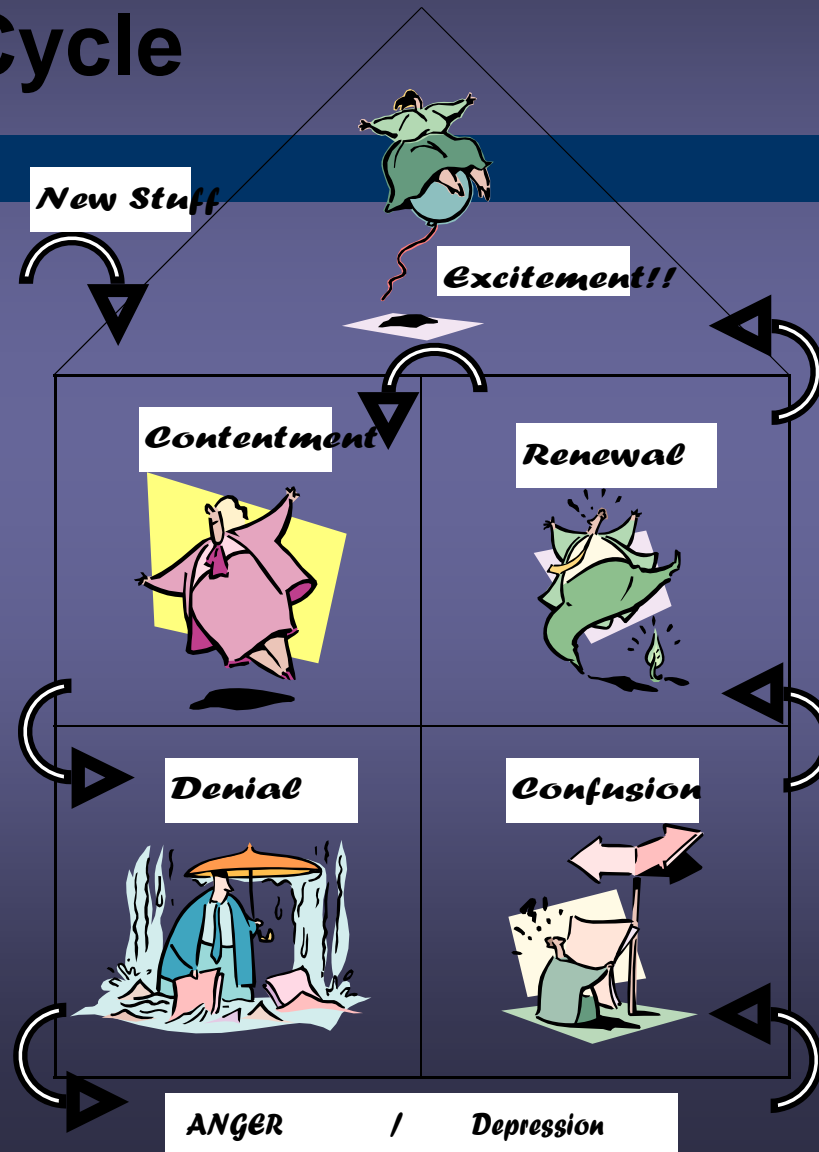 Cycle
New Stuff
Excitement!!
Contentment
Renewal
Denial
Confusion
ANGER / Depression